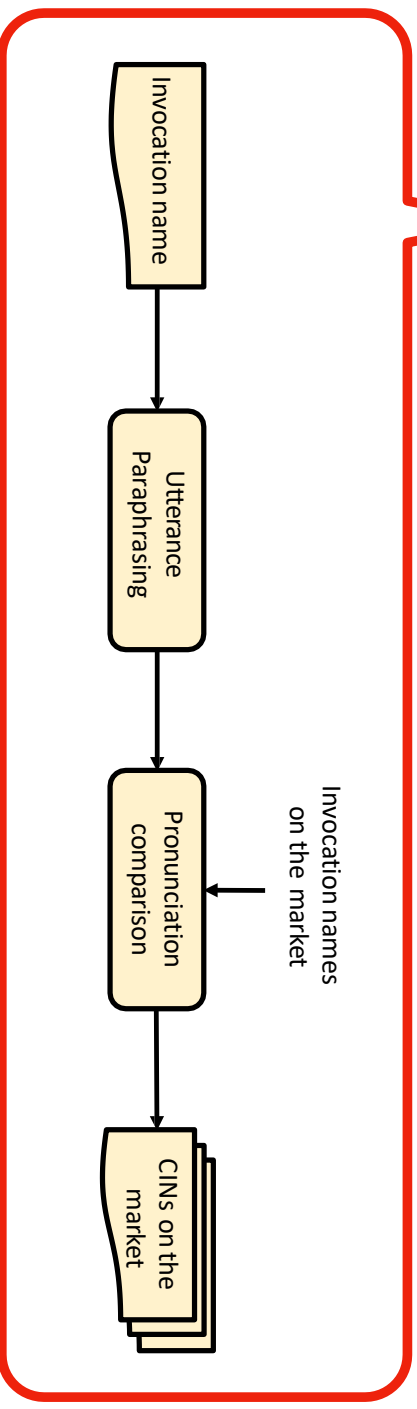 Invocation name
Utterance
Paraphrasing
Invocation names
on the market
Pronunciation
comparison
CINs on the
market